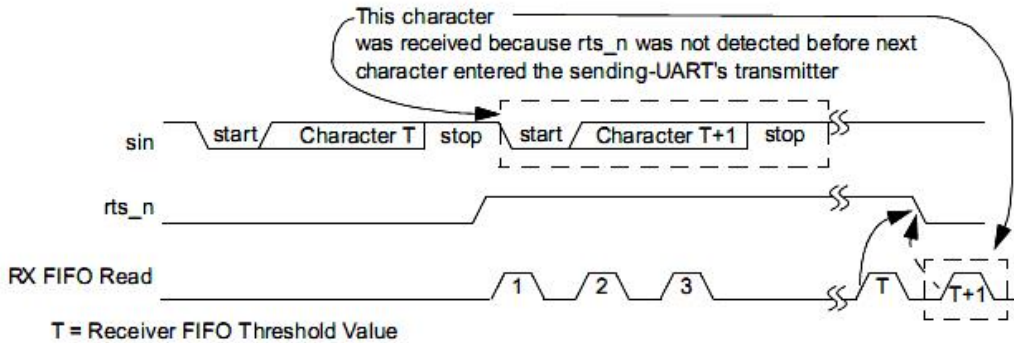 This character
was received because rts_n was not detected before next
character entered the sending-UART's transmitter
sin
start
Character T
stop
start
Character T+1
stop
rts_n
RX FIFO Read
1
2
3
T
T+1
T = Receiver FIFO Threshold Value